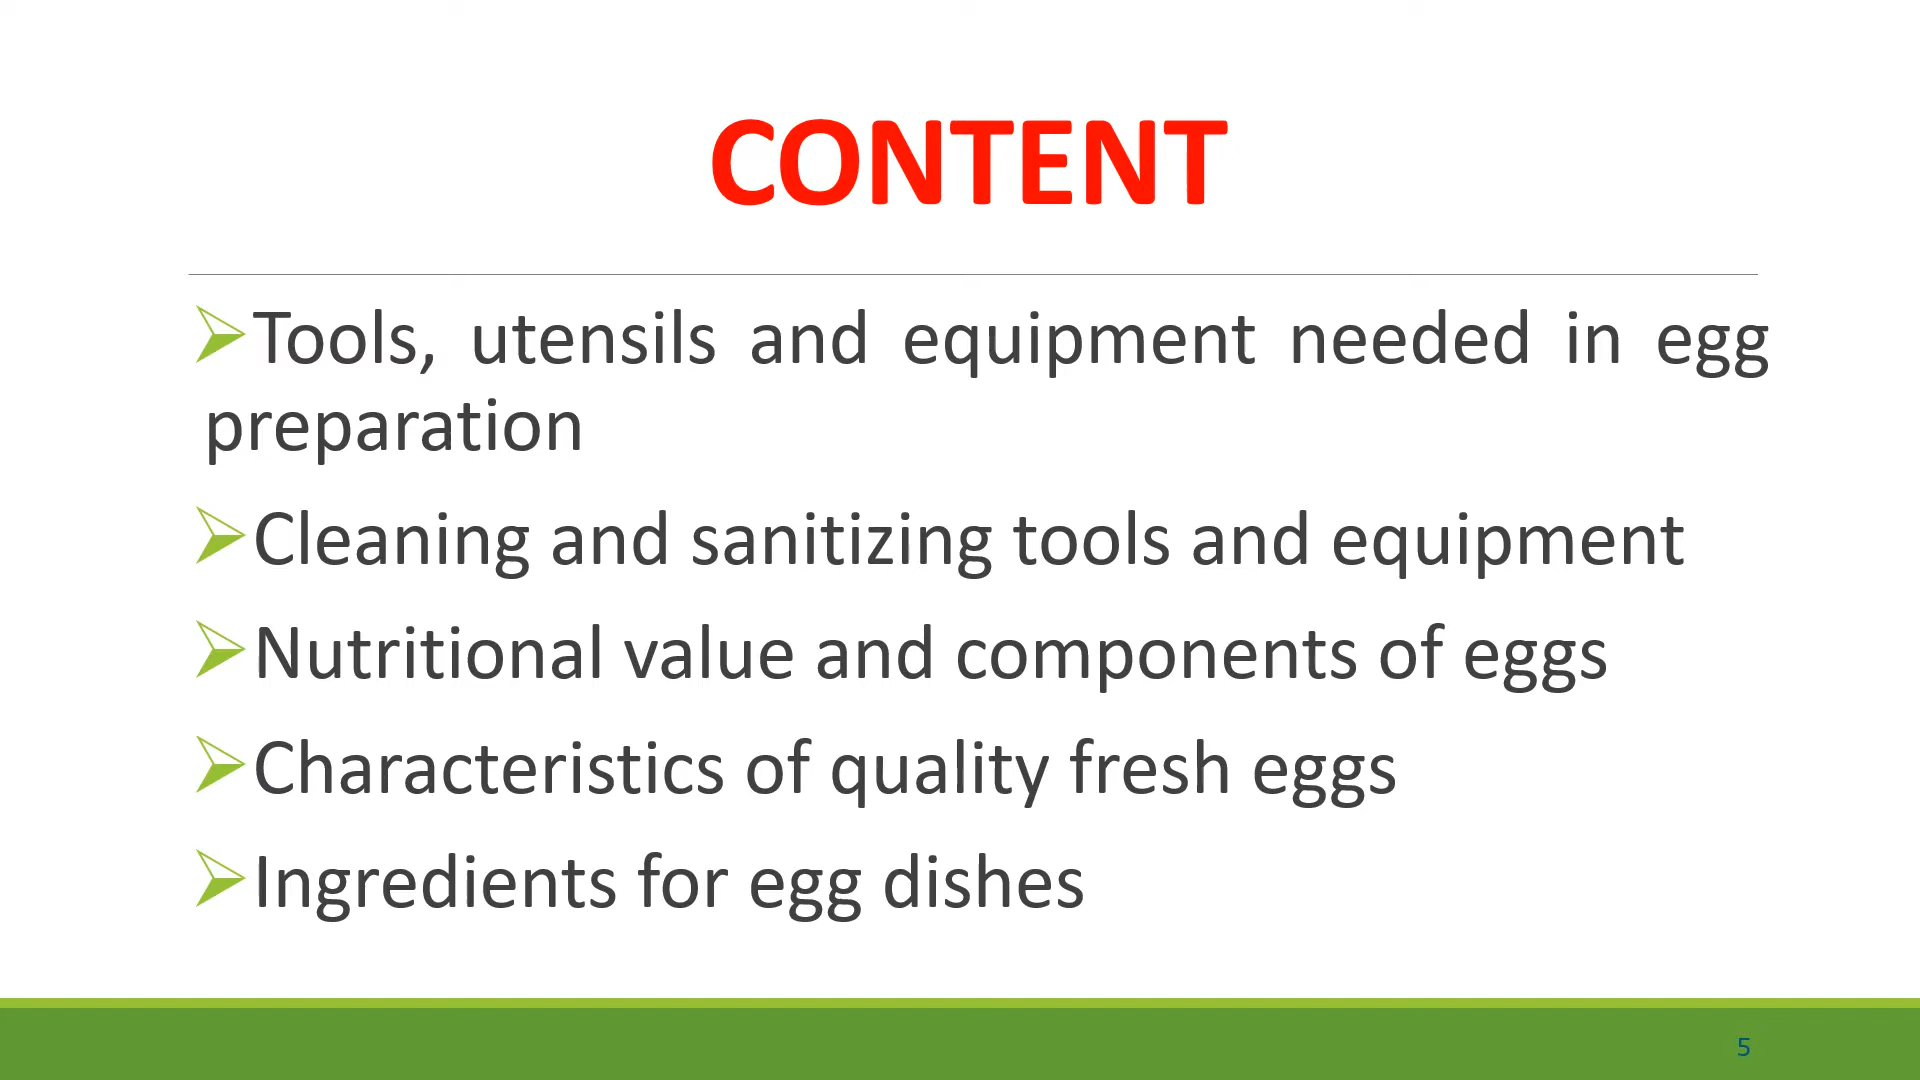 CONTENT
Tools, utensils and equipment needed in egg
preparation
Cleaning and sanitizing tools and equipment
Nutritional value and components of eggs
Characteristics of quality fresh eggs
Ingredients for egg dishes
5